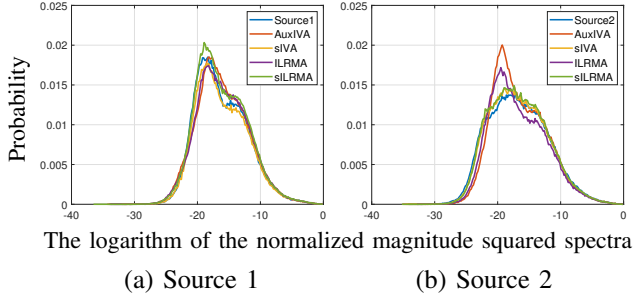 0.025
0.02
0.015
0.01
0.005
0
-40
-30
-20
-10
0
Probability
Source1
AuxIVA
sIVA
ILRMA
sILRMA
0.025
0.02
0.015
0.01
0.005
0
-40
-30
-20
-10
0
Source2
AuxIVA
sIVA
ILRMA
sILRMA
The logarithm of the normalized magnitude squared spectra
(a) Source 1
(b) Source 2